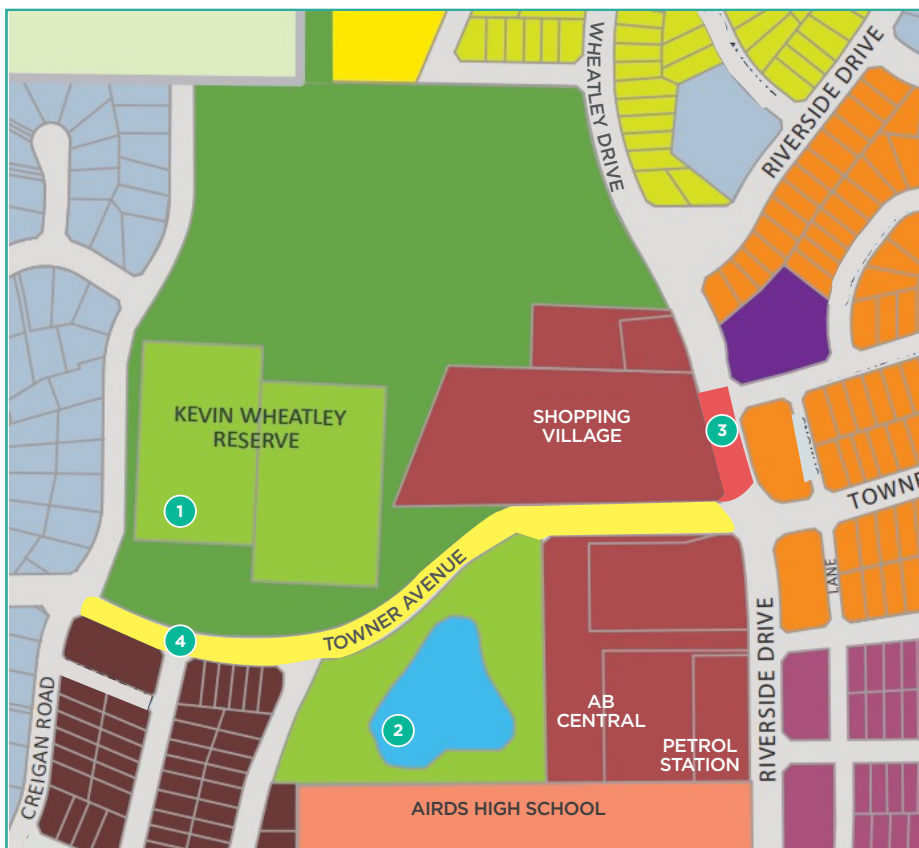 WHEATLEY DRIVE
RIVERSIDE DRIVE
KEVIN WHEATLEY
RESERVE
SHOPPING
VILLAGE
3
1
TOWN
TOWNER AVENUE
4
LANE
CREIGAN ROAD
2
AB
CENTRAL
PETROL
STATION
RIVERSIDE DRIVE
AIRDS HIGH SCHOOL